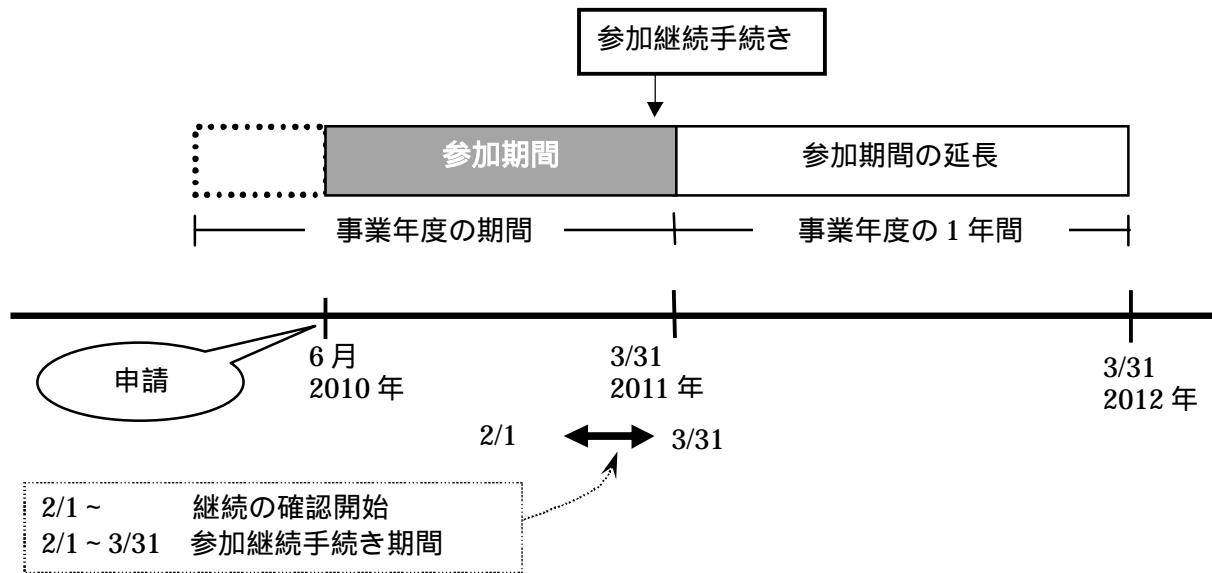 参加継続手続き
参加期間
参加期間の延長
事業年度の期間
事業年度の 1 年間
申請
6 月
2010 年
3/31
2011 年
3/31
2012 年
2/1
3/31
2/1 ~ 継続の確認開始
2/1 ~ 3/31 参加継続手続き期間